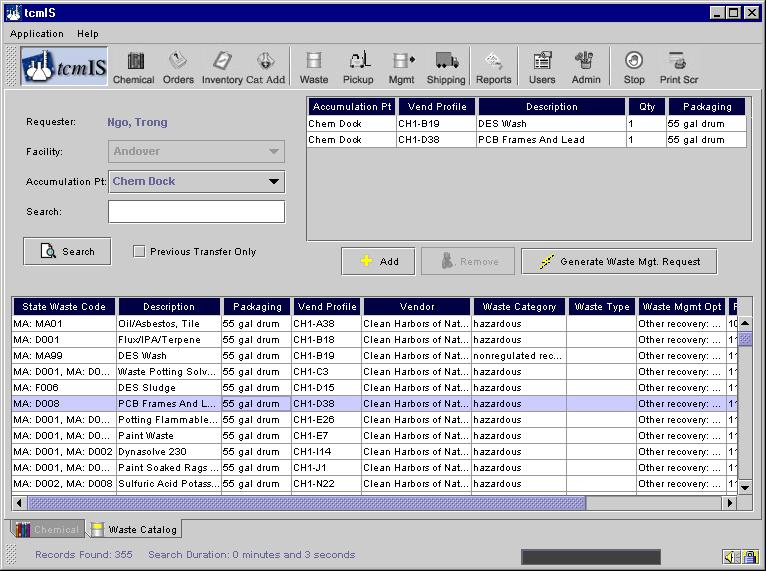 tcmIS
Application Help
tcmIS Chemical Orders Inventory Cat Add Waste Pickup Mgmt Shipping Reports Users Admin Stop Print Scr
Requester: Ngo, Trong
Facility: Andover
Accumulation Pt: Chem Dock
Search:
Search Previous Transfer Only
Accumulation Pt Vend Profile Description Qty Packaging
Chem Dock CH1-B19 DES Wash 1 55 gal drum
Chem Dock CH1-D38 PCB Frames And Lead 1 55 gal drum
Add Remove Generate Waste Mgt. Request
State Waste Code Description Packaging Vend Profile Vendor Waste Category Waste Type Waste Mgmt Opt
MA: MA01 Oil/Asbestos, Tile 55 gal drum CH1-A38 Clean Harbors of Nat... hazardous Other recovery: ... 10
MA: D001 Flux/IPA/Terpene 55 gal drum CH1-B18 Clean Harbors of Nat... hazardous Other recovery: ... 11
MA: MA99 DES Wash 55 gal drum CH1-B19 Clean Harbors of Nat... nonregulated rec... Other recovery: ... 11
MA: D001, MA: D0... Waste Potting Solv... 55 gal drum CH1-C3 Clean Harbors of Nat... hazardous Other recovery: ... 11
MA: F006 DES Sludge 55 gal drum CH1-D15 Clean Harbors of Nat... hazardous Other recovery: ... 11
MA: D008 PCB Frames And L... 55 gal drum CH1-D38 Clean Harbors of Nat... hazardous Other recovery: ... 11
MA: D001, MA: D0... Potting Flammable... 55 gal drum CH1-E26 Clean Harbors of Nat... hazardous Other recovery: ... 11
MA: D001, MA: D0... Paint Waste 55 gal drum CH1-E7 Clean Harbors of Nat... hazardous Other recovery: ... 11
MA: D001, MA: D002 Dynasolve 230 55 gal drum CH1-I14 Clean Harbors of Nat... hazardous Other recovery: ... 11
MA: D001, MA: D0... Paint Soaked Rags ... 55 gal drum CH1-J1 Clean Harbors of Nat... hazardous Other recovery: ... 11
MA: D002, MA: D008 Sulfuric Acid Potass... 55 gal drum CH1-N22 Clean Harbors of Nat... hazardous Other recovery: ... 11
Chemical Waste Catalog
Records Found: 355 Search Duration: 0 minutes and 3 seconds